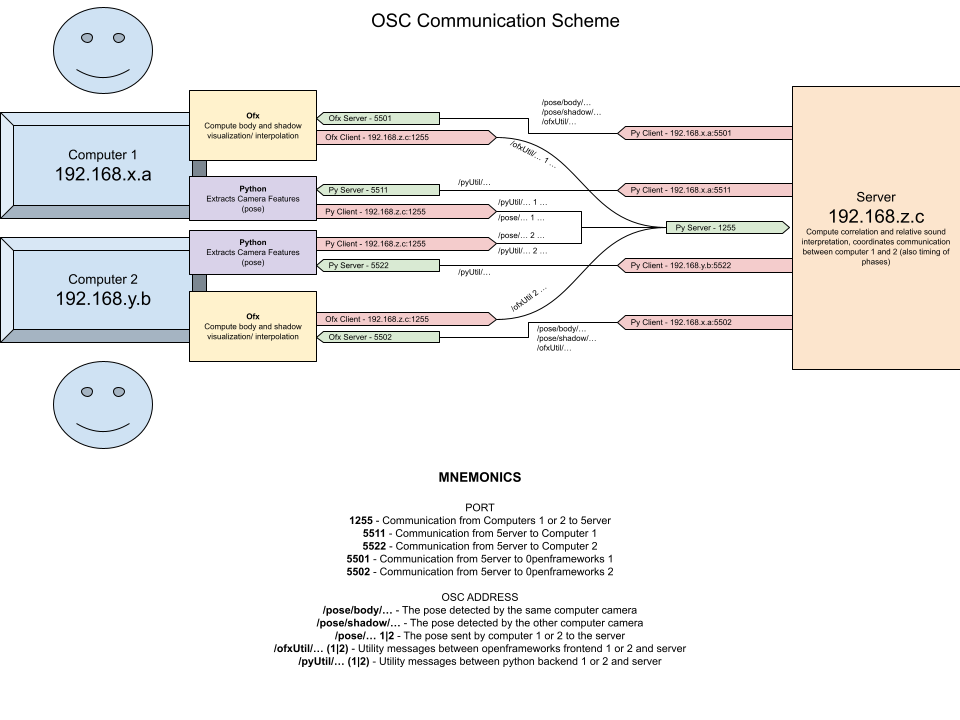 OSC Communication Scheme
Ofx
Compute body and shadow
visualization/ interpolation
Ofx Server - 5501
Ofx Client - 192.168.z.c:1255
/pose/body/…
/pose/shadow/…
/ofxUtil/…
Py Client - 192.168.x.a:5501
/ofxUtil/… 1 …
Computer 1
192.168.x.a
Python
Extracts Camera Features
(pose)
Py Server - 5511
Py Client - 192.168.z.c:1255
/pyUtil/…
/pyUtil/… 1 …
/pose/… 1 …
Py Client - 192.168.x.a:5511
Py Server - 1255
Server
192.168.z.c
Compute correlation and relative sound
interpretation, coordinates communication
between computer 1 and 2 (also timing of
phases)
Computer 2
192.168.y.b
Python
Extracts Camera Features
(pose)
Py Client - 192.168.z.c:1255
Py Server - 5522
/pose/… 2 …
/pyUtil/… 2 …
/pyUtil/…
Py Client - 192.168.y.b:5522
Ofx
Compute body and shadow
visualization/ interpolation
Ofx Client - 192.168.z.c:1255
Ofx Server - 5502
/ofxUtil 2 …
/pose/body/…
/pose/shadow/…
/ofxUtil/…
Py Client - 192.168.x.a:5502
MNEMONICS
PORT
1255 - Communication from Computers 1 or 2 to 5erver
5511 - Communication from 5erver to Computer 1
5522 - Communication from 5erver to Computer 2
5501 - Communication from 5erver to 0penframeworks 1
5502 - Communication from 5erver to 0penframeworks 2
OSC ADDRESS
/pose/body/… - The pose detected by the same computer camera
/pose/shadow/… - The pose detected by the other computer camera
/pose/… 1|2 - The pose sent by computer 1 or 2 to the server
/ofxUtil/… (1|2) - Utility messages between openframeworks frontend 1 or 2 and server
/pyUtil/… (1|2) - Utility messages between python backend 1 or 2 and server